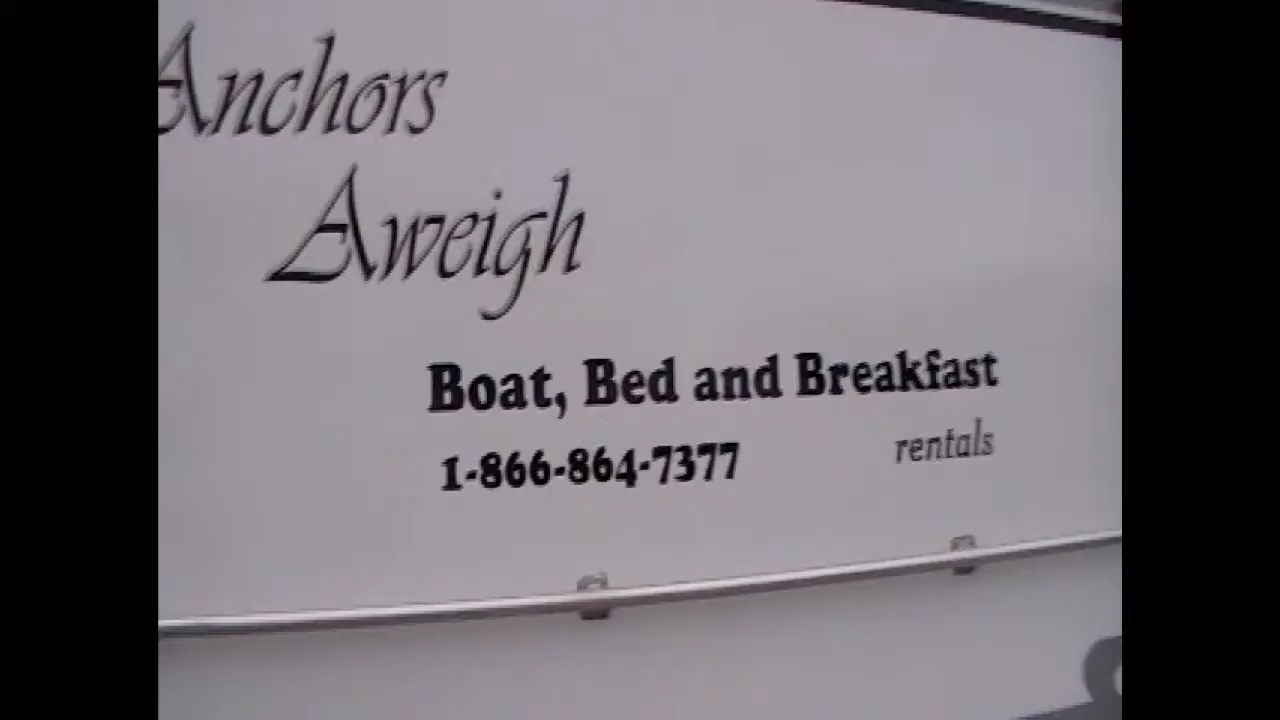 Anchors
Aweigh
Boat, Bed and Breakfast
1-866-864-7377
rentals